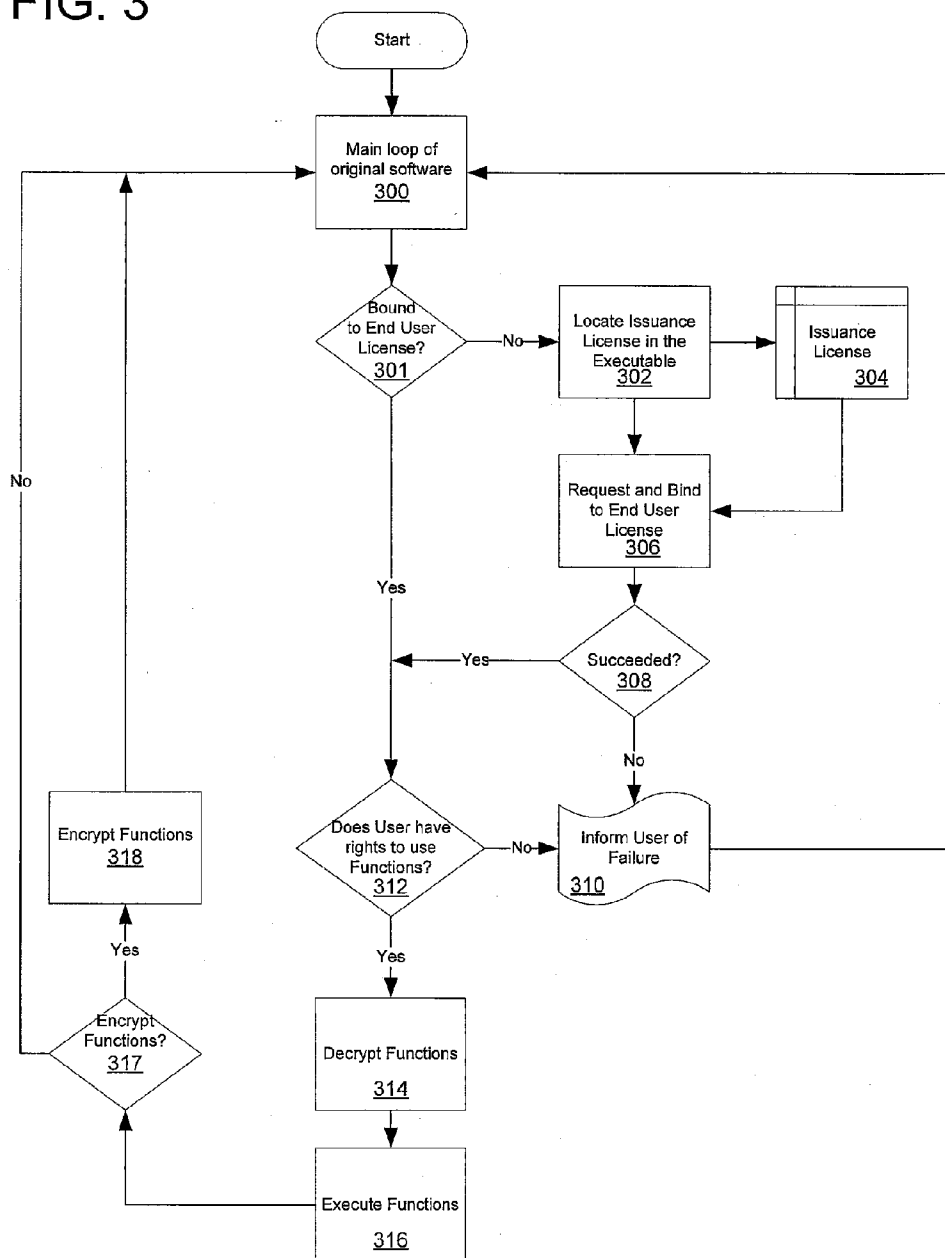 FIG. 3
Start
Main loop of
original software
300
Bound
to End User
License?
301
No
Locate Issuance
License in the
Executable
302
Issuance
License
304
No
Request and Bind
to End User
License
306
Yes
Yes
Succeeded?
308
No
Encrypt Functions
318
Does User have
rights to use
Functions?
312
No
Inform User of
Failure
310
Yes
Yes
Encrypt
Functions?
317
Decrypt Functions
314
Execute Functions
316